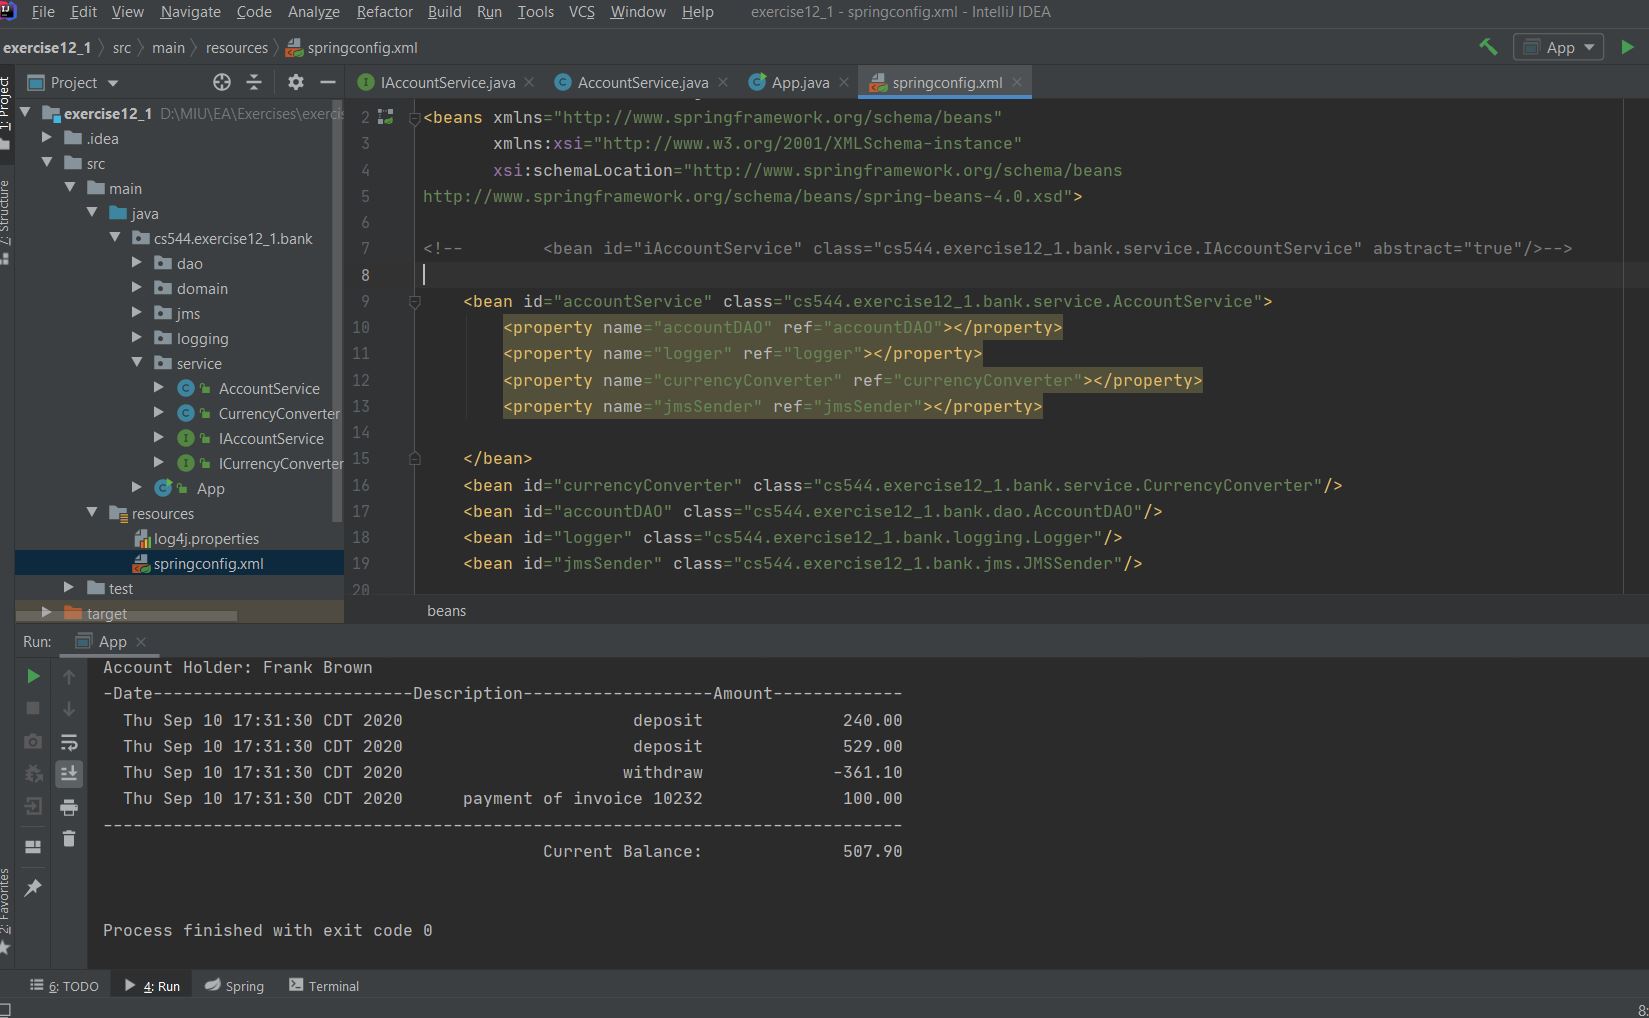 File Edit View Navigate Code Analyze Refactor Build Run Tools VCS Window Help exercise12_1 - springconfig.xml - IntelliJ IDEA
exercise12_1 src main resources springconfig.xml App
1: Project
7: Structure
2: Favorites
Project
exercise12_1 D:\MIU\EA\Exercises\exerci
.idea
src
main
java
cs544.exercise12_1.bank
dao
domain
jms
logging
service
AccountService
CurrencyConverter
IAccountService
ICurrencyConverter
App
resources
log4j.properties
springconfig.xml
test
target
IAccountService.java AccountService.java App.java springconfig.xml
2 <beans xmlns="http://www.springframework.org/schema/beans"
3 xmlns:xsi="http://www.w3.org/2001/XMLSchema-instance"
4 xsi:schemaLocation="http://www.springframework.org/schema/beans
5 http://www.springframework.org/schema/beans/spring-beans-4.0.xsd">
6
7 <!-- <bean id="iAccountService" class="cs544.exercise12_1.bank.service.IAccountService" abstract="true"/>-->
8
9 <bean id="accountService" class="cs544.exercise12_1.bank.service.AccountService">
10 <property name="accountDAO" ref="accountDAO"></property>
11 <property name="logger" ref="logger"></property>
12 <property name="currencyConverter" ref="currencyConverter"></property>
13 <property name="jmsSender" ref="jmsSender"></property>
14
15 </bean>
16 <bean id="currencyConverter" class="cs544.exercise12_1.bank.service.CurrencyConverter"/>
17 <bean id="accountDAO" class="cs544.exercise12_1.bank.dao.AccountDAO"/>
18 <bean id="logger" class="cs544.exercise12_1.bank.logging.Logger"/>
19 <bean id="jmsSender" class="cs544.exercise12_1.bank.jms.JMSSender"/>
20
beans
Run: App
Account Holder: Frank Brown
-Date--------------------------Description-------------------Amount-------------
Thu Sep 10 17:31:30 CDT 2020 deposit 240.00
Thu Sep 10 17:31:30 CDT 2020 deposit 529.00
Thu Sep 10 17:31:30 CDT 2020 withdraw -361.10
Thu Sep 10 17:31:30 CDT 2020 payment of invoice 10232 100.00
--------------------------------------------------------------------------------
Current Balance: 507.90
Process finished with exit code 0
6: TODO 4: Run Spring Terminal
8: